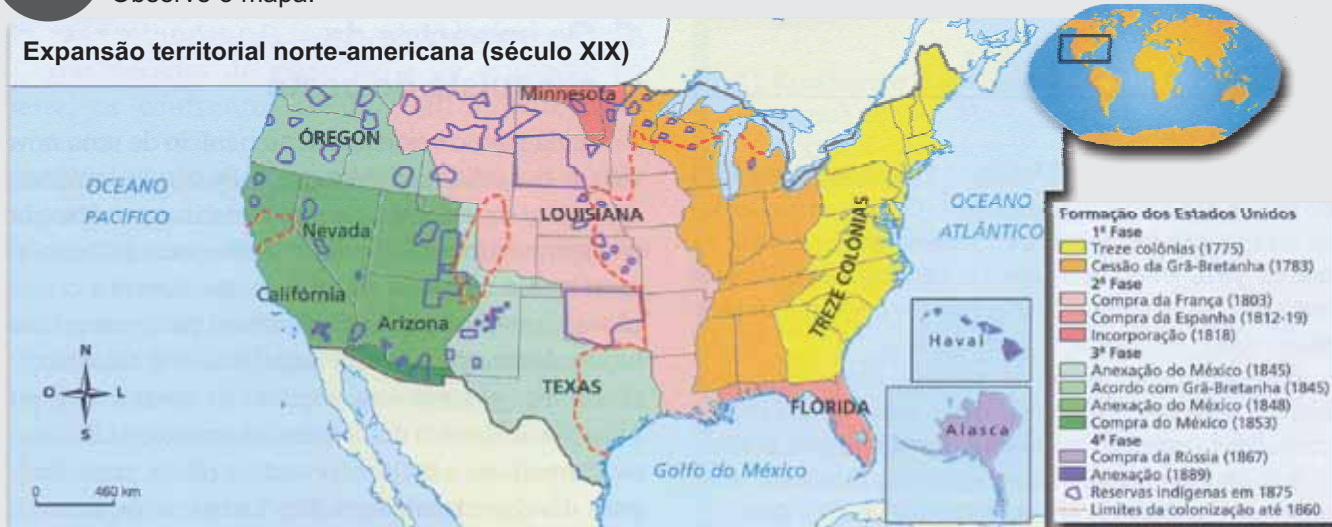 Observe o mapa.
Expansão territorial norte-americana (século XIX)
Minnesota
ÓREGON
OCEANO
PACÍFICO
LOUISIANA
Nevada
Califórnia
Arizona
TREZE COLÔNIAS
OCEANO
ATLÂNTICO
TEXAS
FLÓRIDA
Golfo do México
Havaí
Alasca
N
O
L
S
0 460 km
Formação dos Estados Unidos
1ª Fase
Treze colônias (1775)
Cessão da Grã-Bretanha (1783)
2ª Fase
Compra da França (1803)
Compra da Espanha (1812-19)
Incorporação (1818)
3ª Fase
Anexação do México (1845)
Acordo com Grã-Bretanha (1845)
Anexação do México (1848)
Compra do México (1853)
4ª Fase
Compra da Rússia (1867)
Anexação (1889)
Reservas indígenas em 1875
Limites da colonização até 1860